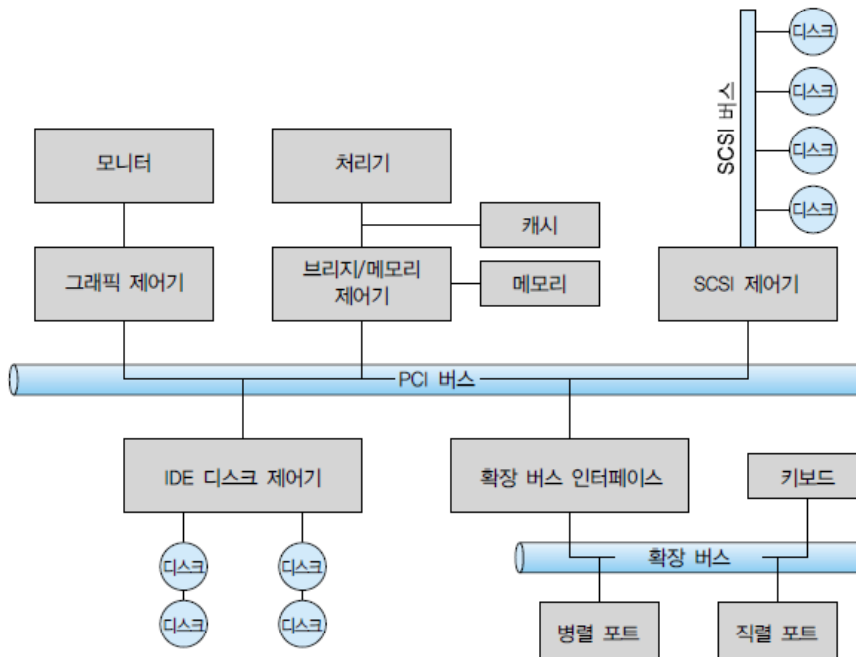 디스크
디스크
디스크
디스크
SCSI 버스
모니터
처리기
캐시
그래픽 제어기
브리지/메모리
제어기
메모리
SCSI 제어기
PCI 버스
IDE 디스크 제어기
확장 버스 인터페이스
키보드
디스크
디스크
디스크
디스크
확장 버스
병렬 포트
직렬 포트